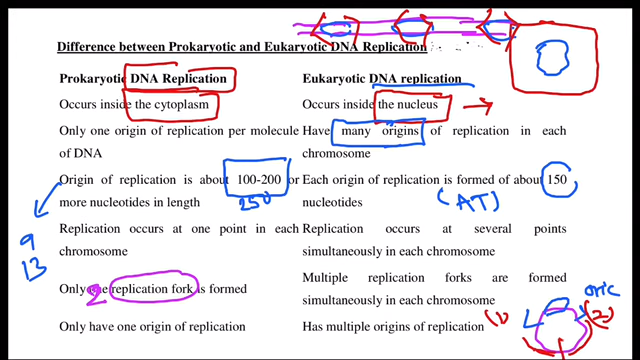 Difference between Prokaryotic and Eukaryotic DNA Replication
Prokaryotic DNA Replication
Eukaryotic DNA replication
Occurs inside the cytoplasm
Occurs inside the nucleus
Only one origin of replication per molecule
of DNA
Have many origins of replication in each
chromosome
Origin of replication is about 100-200 or
more nucleotides in length
250
Each origin of replication is formed of about 150
nucleotides
(AT)
9
13
Replication occurs at one point in each
chromosome
Replication occurs at several points
simultaneously in each chromosome
Only replication fork is formed
2
Multiple replication forks are formed
simultaneously in each chromosome
Only have one origin of replication
Has multiple origins of replication
(1)
oriC
(2)